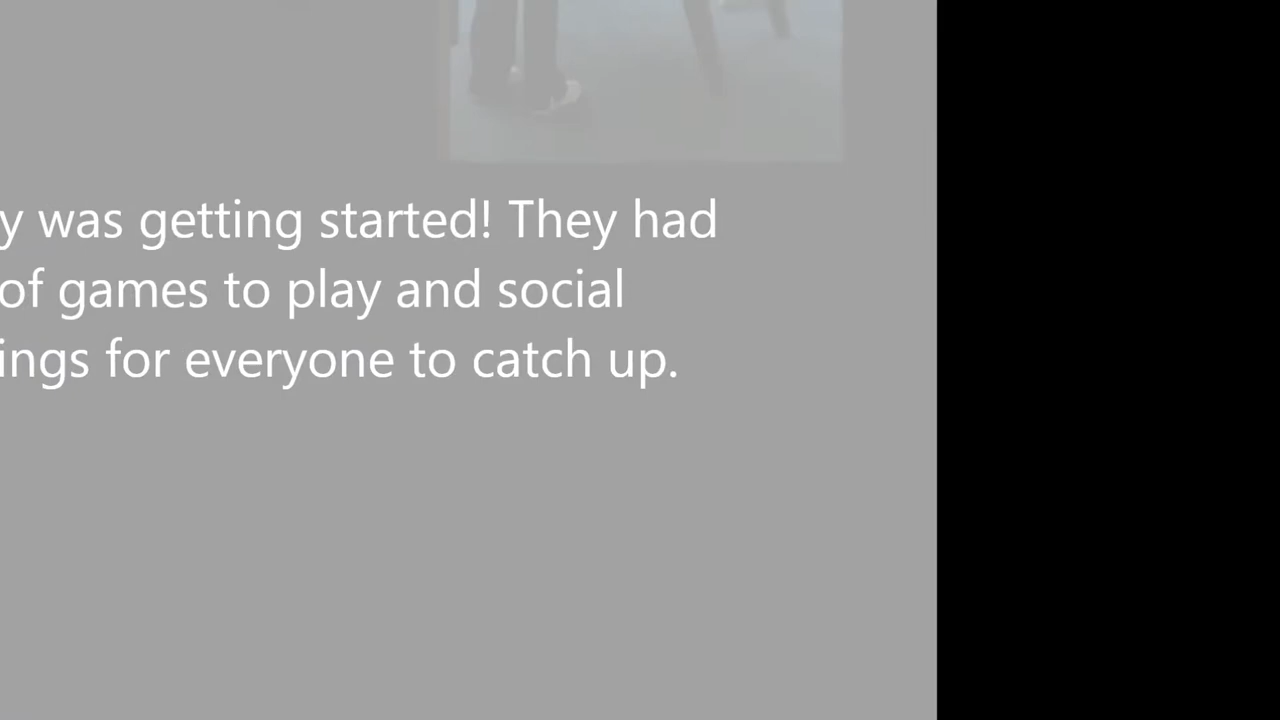 y was getting started! They had
of games to play and social
ings for everyone to catch up.